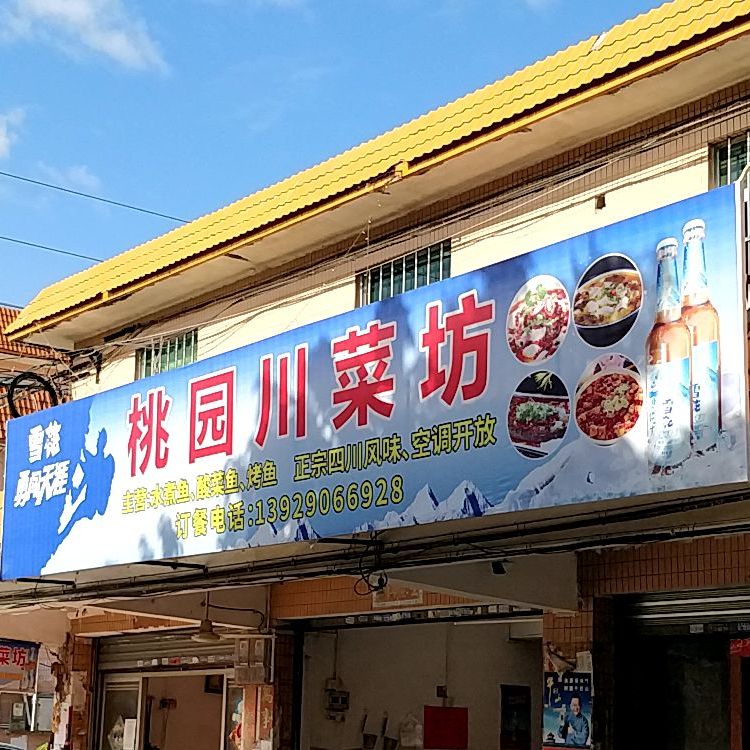 雪花
勇闯天涯
桃园川菜坊
主营:水煮鱼、酸菜鱼、烤鱼 正宗四川风味、空调开放
订餐电话:13929066928
雪花
菜坊